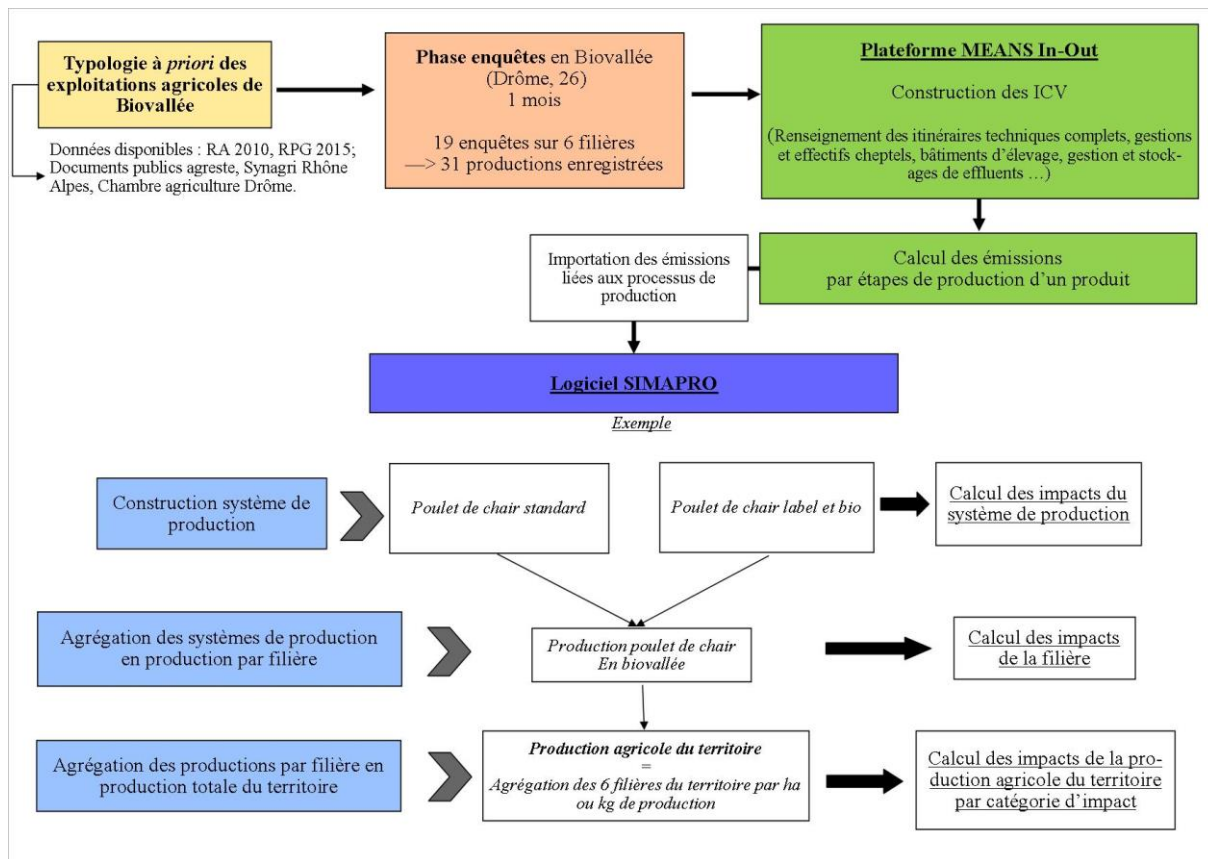 Typologie à priori des
exploitations agricoles de
Biovallée
Données disponibles : RA 2010, RPG 2015;
Documents publics agreste, Synagri Rhône
Alpes, Chambre agriculture Drôme.
Phase enquêtes en Biovallée
(Drôme, 26)
1 mois
19 enquêtes sur 6 filières
—> 31 productions enregistrées
Plateforme MEANS In-Out
Construction des ICV
(Renseignement des itinéraires techniques complets, gestions
et effectifs cheptels, bâtiments d’élevage, gestion et stock-
ages de effluents …)
Importation des émissions
liées aux processus de
production
Calcul des émissions
par étapes de production d’un produit
Logiciel SIMAPRO
Exemple
Construction système de
production
Poulet de chair standard
Poulet de chair label et bio
Calcul des impacts du
système de production
Agrégation des systèmes de production
en production par filière
Production poulet de chair
En biovallée
Calcul des impacts
de la filière
Agrégation des productions par filière en
production totale du territoire
Production agricole du territoire
=
Agrégation des 6 filières du territoire par ha
ou kg de production
Calcul des impacts de la pro-
duction agricole du territoire
par catégorie d’impact